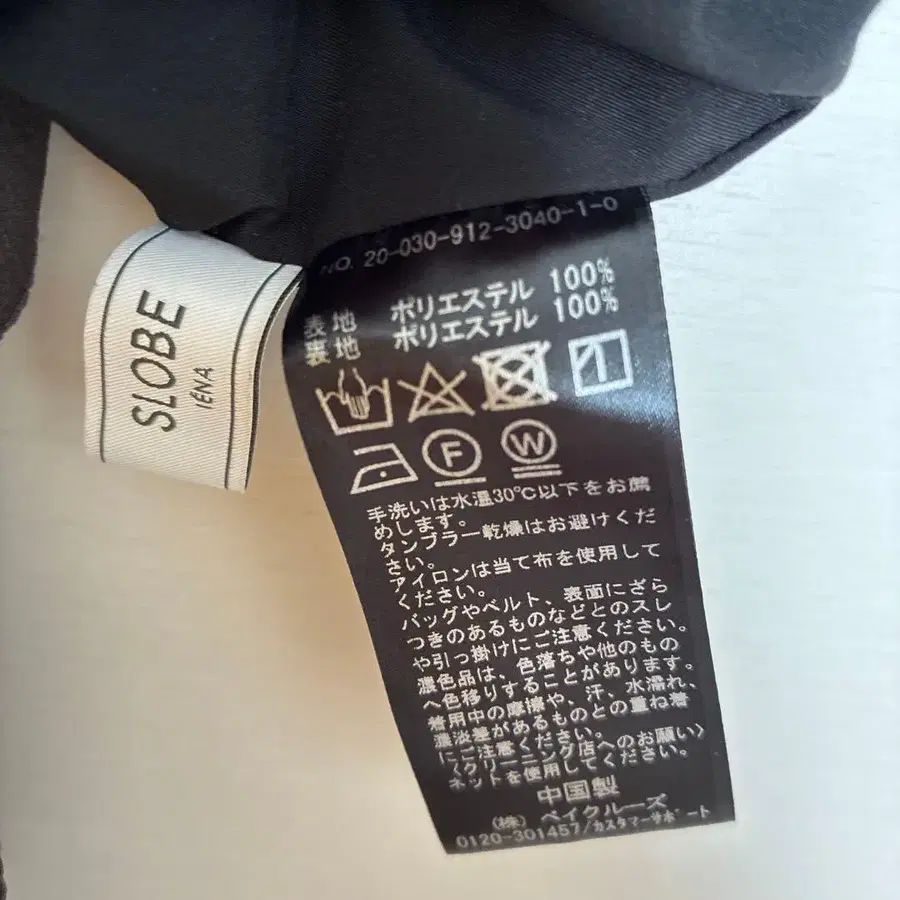 SLOBE
IÉNA
NO. 20-030-912-3040-1-0
表地 ポリエステル 100%
裏地 ポリエステル 100%
F W
手洗いは水温30℃以下をお薦
めします。
タンブラー乾燥はお避けくだ
さい。
アイロンは当て布を使用して
ください。
バッグやベルト、表面にざら
つきのあるものなどとのスレ
や引っ掛けにご注意ください。
濃色品は、色落ちや他のもの
へ色移りすることがあります。
着用中の摩擦や、汗、水濡れ、
濃淡差があるものとの重ね着
にご注意ください。
〈クリーニング店へのお願い〉
ネットを使用してください。
中国製
（株）ベイクルーズ
0120-301457/カスタマーサポート